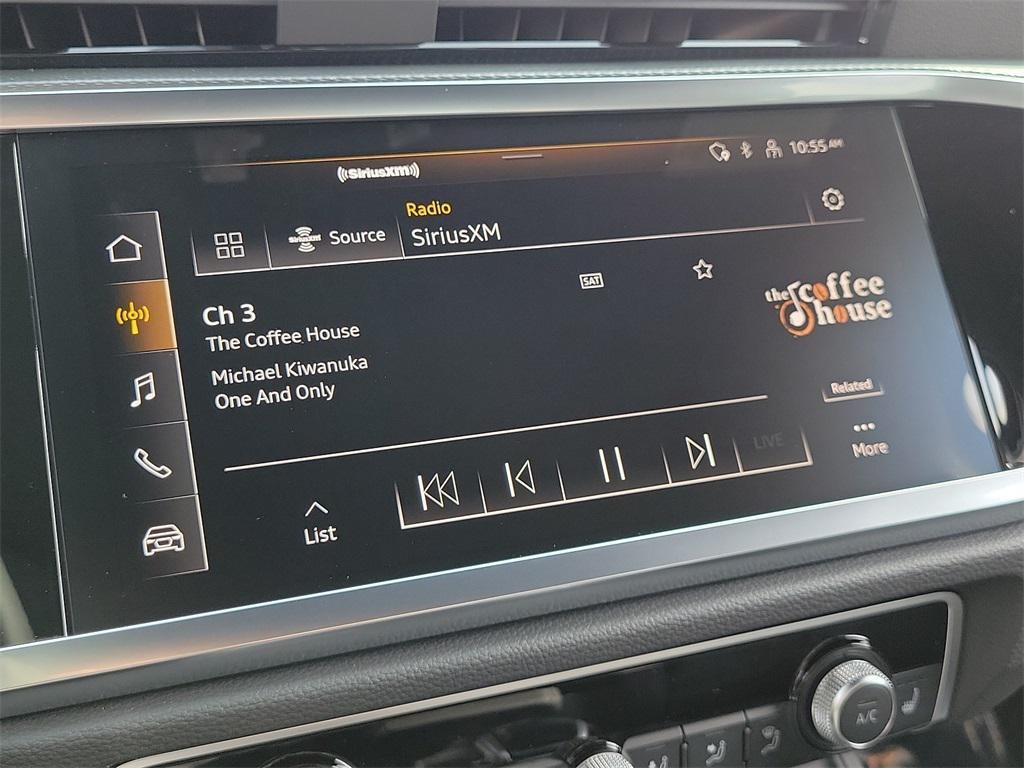 ((SiriusXM))
10:55 AM
SiriusXM
Source
Radio
SiriusXM
SAT
the coffee
house
Ch 3
The Coffee House
Michael Kiwanuka
One And Only
Related
LIVE
More
List
A/C